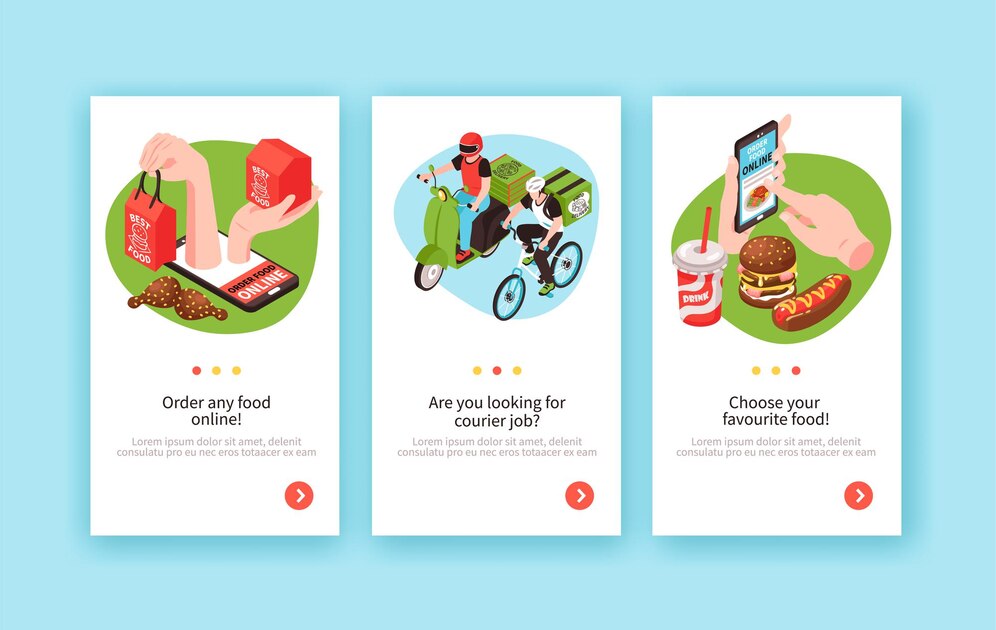 BEST
FOOD
BEST
FOOD
ORDER FOOD
ONLINE
Order any food
online!
Lorem ipsum dolor sit amet, delenit
consulatu pro eu nec eros totaacer ex eam
Are you looking for
courier job?
Lorem ipsum dolor sit amet, delenit
consulatu pro eu nec eros totaacer ex eam
ORDER
FOOD
ONLINE
DRINK
Choose your
favourite food!
Lorem ipsum dolor sit amet, delenit
consulatu pro eu nec eros totaacer ex eam